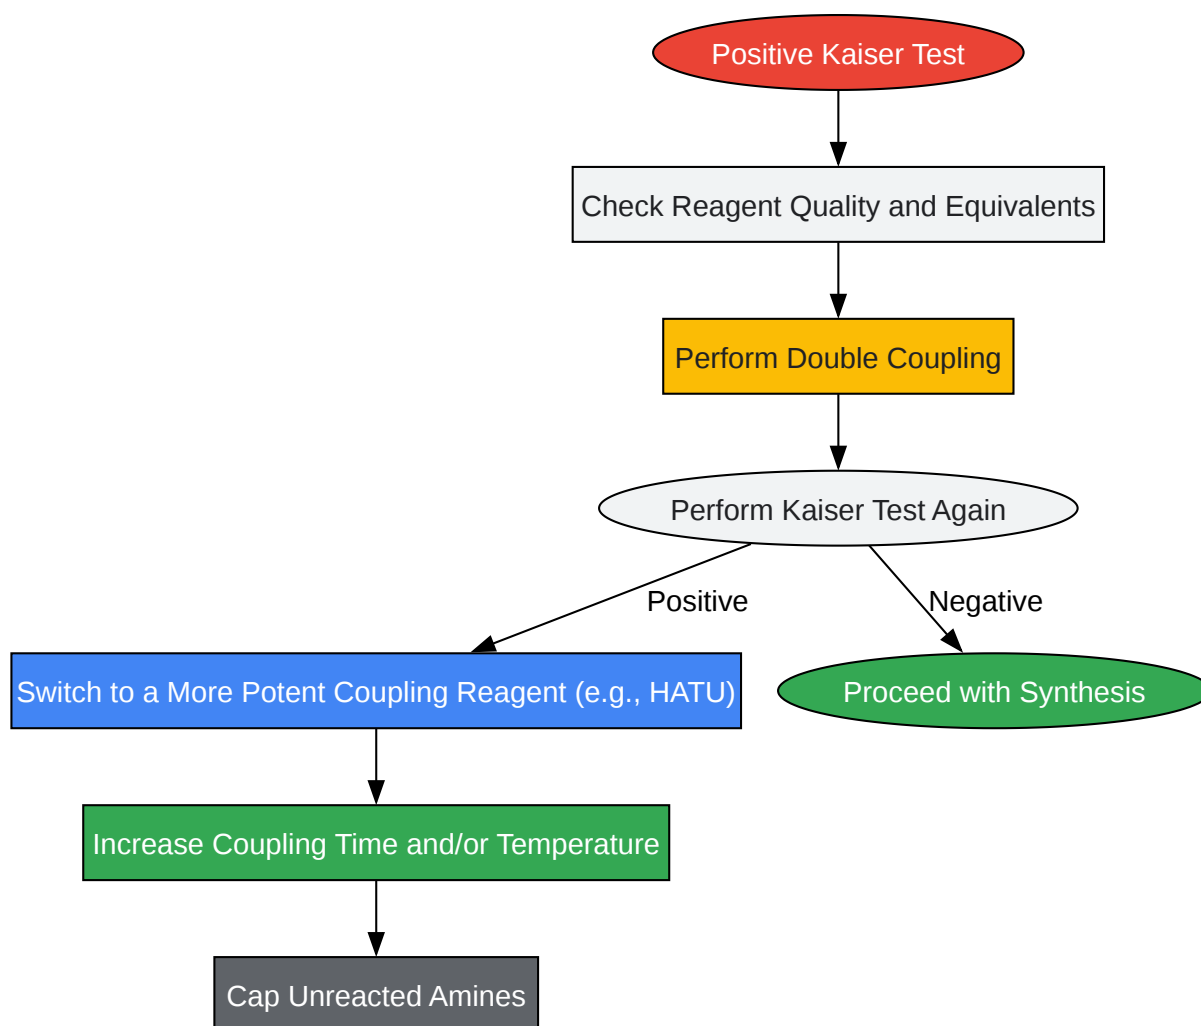 Positive Kaiser Test
Check Reagent Quality and Equivalents
Perform Double Coupling
Perform Kaiser Test Again
Positive
Negative
Switch to a More Potent Coupling Reagent (e.g., HATU)
Proceed with Synthesis
Increase Coupling Time and/or Temperature
Cap Unreacted Amines